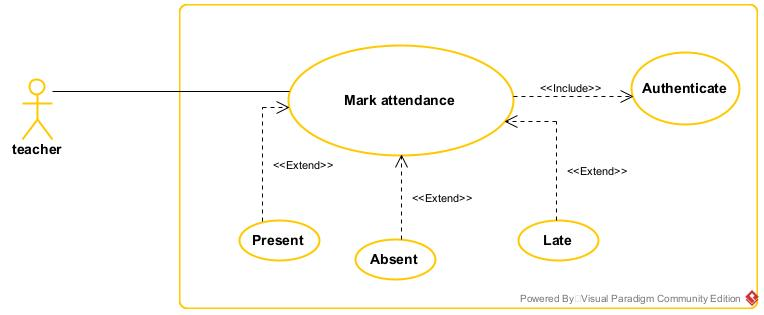 Mark attendance
<<Include>>
Authenticate
teacher
<<Extend>>
<<Extend>>
<<Extend>>
Present
Absent
Late
Powered By Visual Paradigm Community Edition